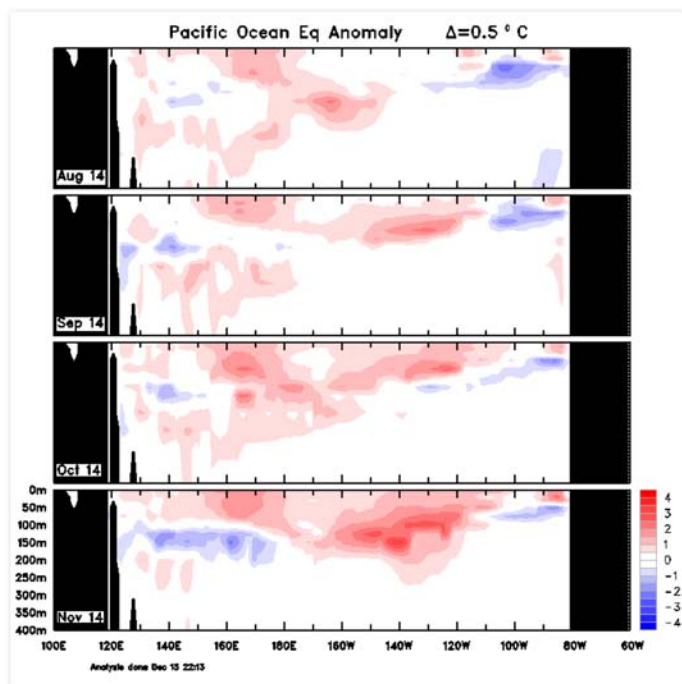 Pacific Ocean Eq Anomaly Δ=0.5 ° C
Aug 14
Sep 14
Oct 14
0m
50m
100m
150m
200m
250m
300m
350m
400m
Nov 14
4
3
2
1
0
-1
-2
-3
-4
100E 120E 140E 160E 180E 160W 140W 120W 100W 80W 60W
Analysis done Dec 15 22:13